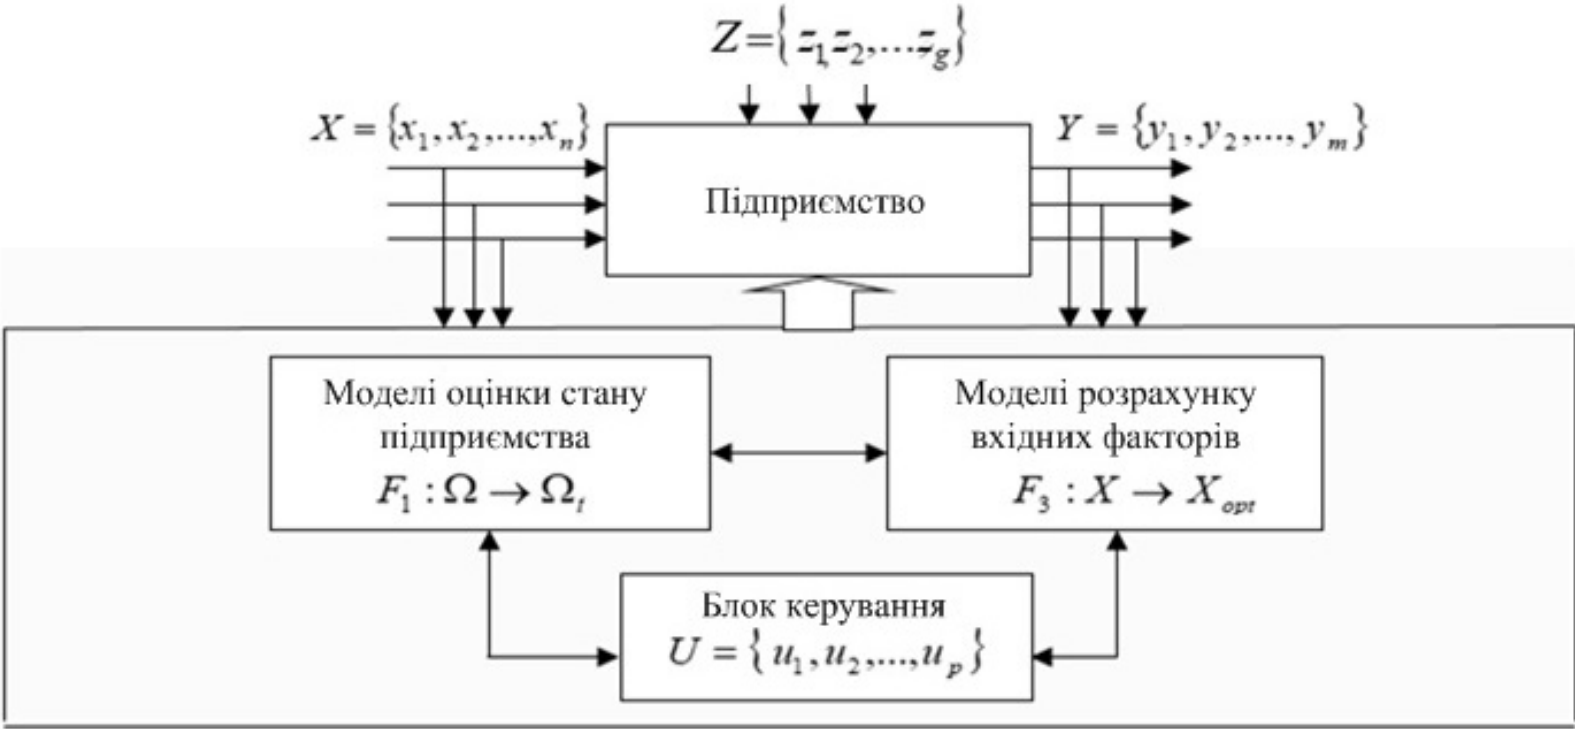 Z={z1,z2,...zg}
X = {x1, x2,...,xn}
Y = {y1, y2,..., ym}
Підприємство
Моделі оцінки стану
підприємства
F1 : Ω → Ωt
Моделі розрахунку
вхідних факторів
F3 : X → Xopt
Блок керування
U = {u1, u2,..., up}